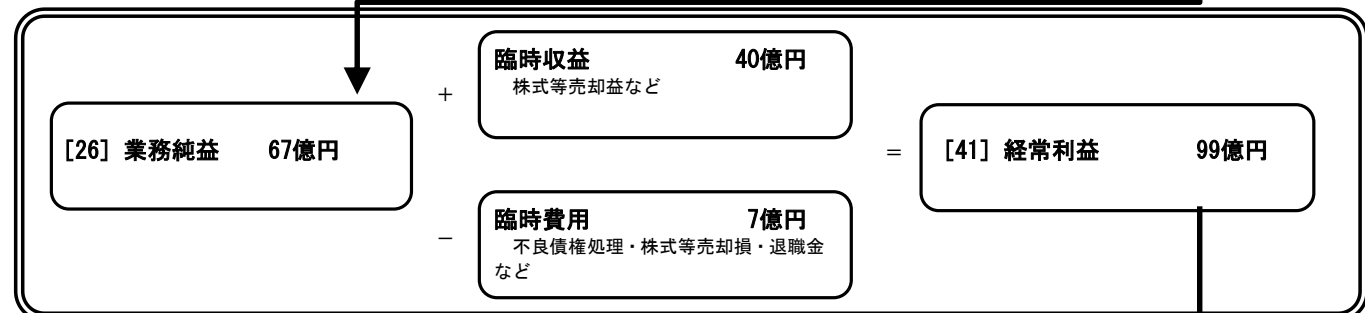 臨時収益 40億円
株式等売却益など
+
[26] 業務純益 67億円
=
[41] 経常利益 99億円
臨時費用 7億円
−
不良債権処理・株式等売却損・退職金
など